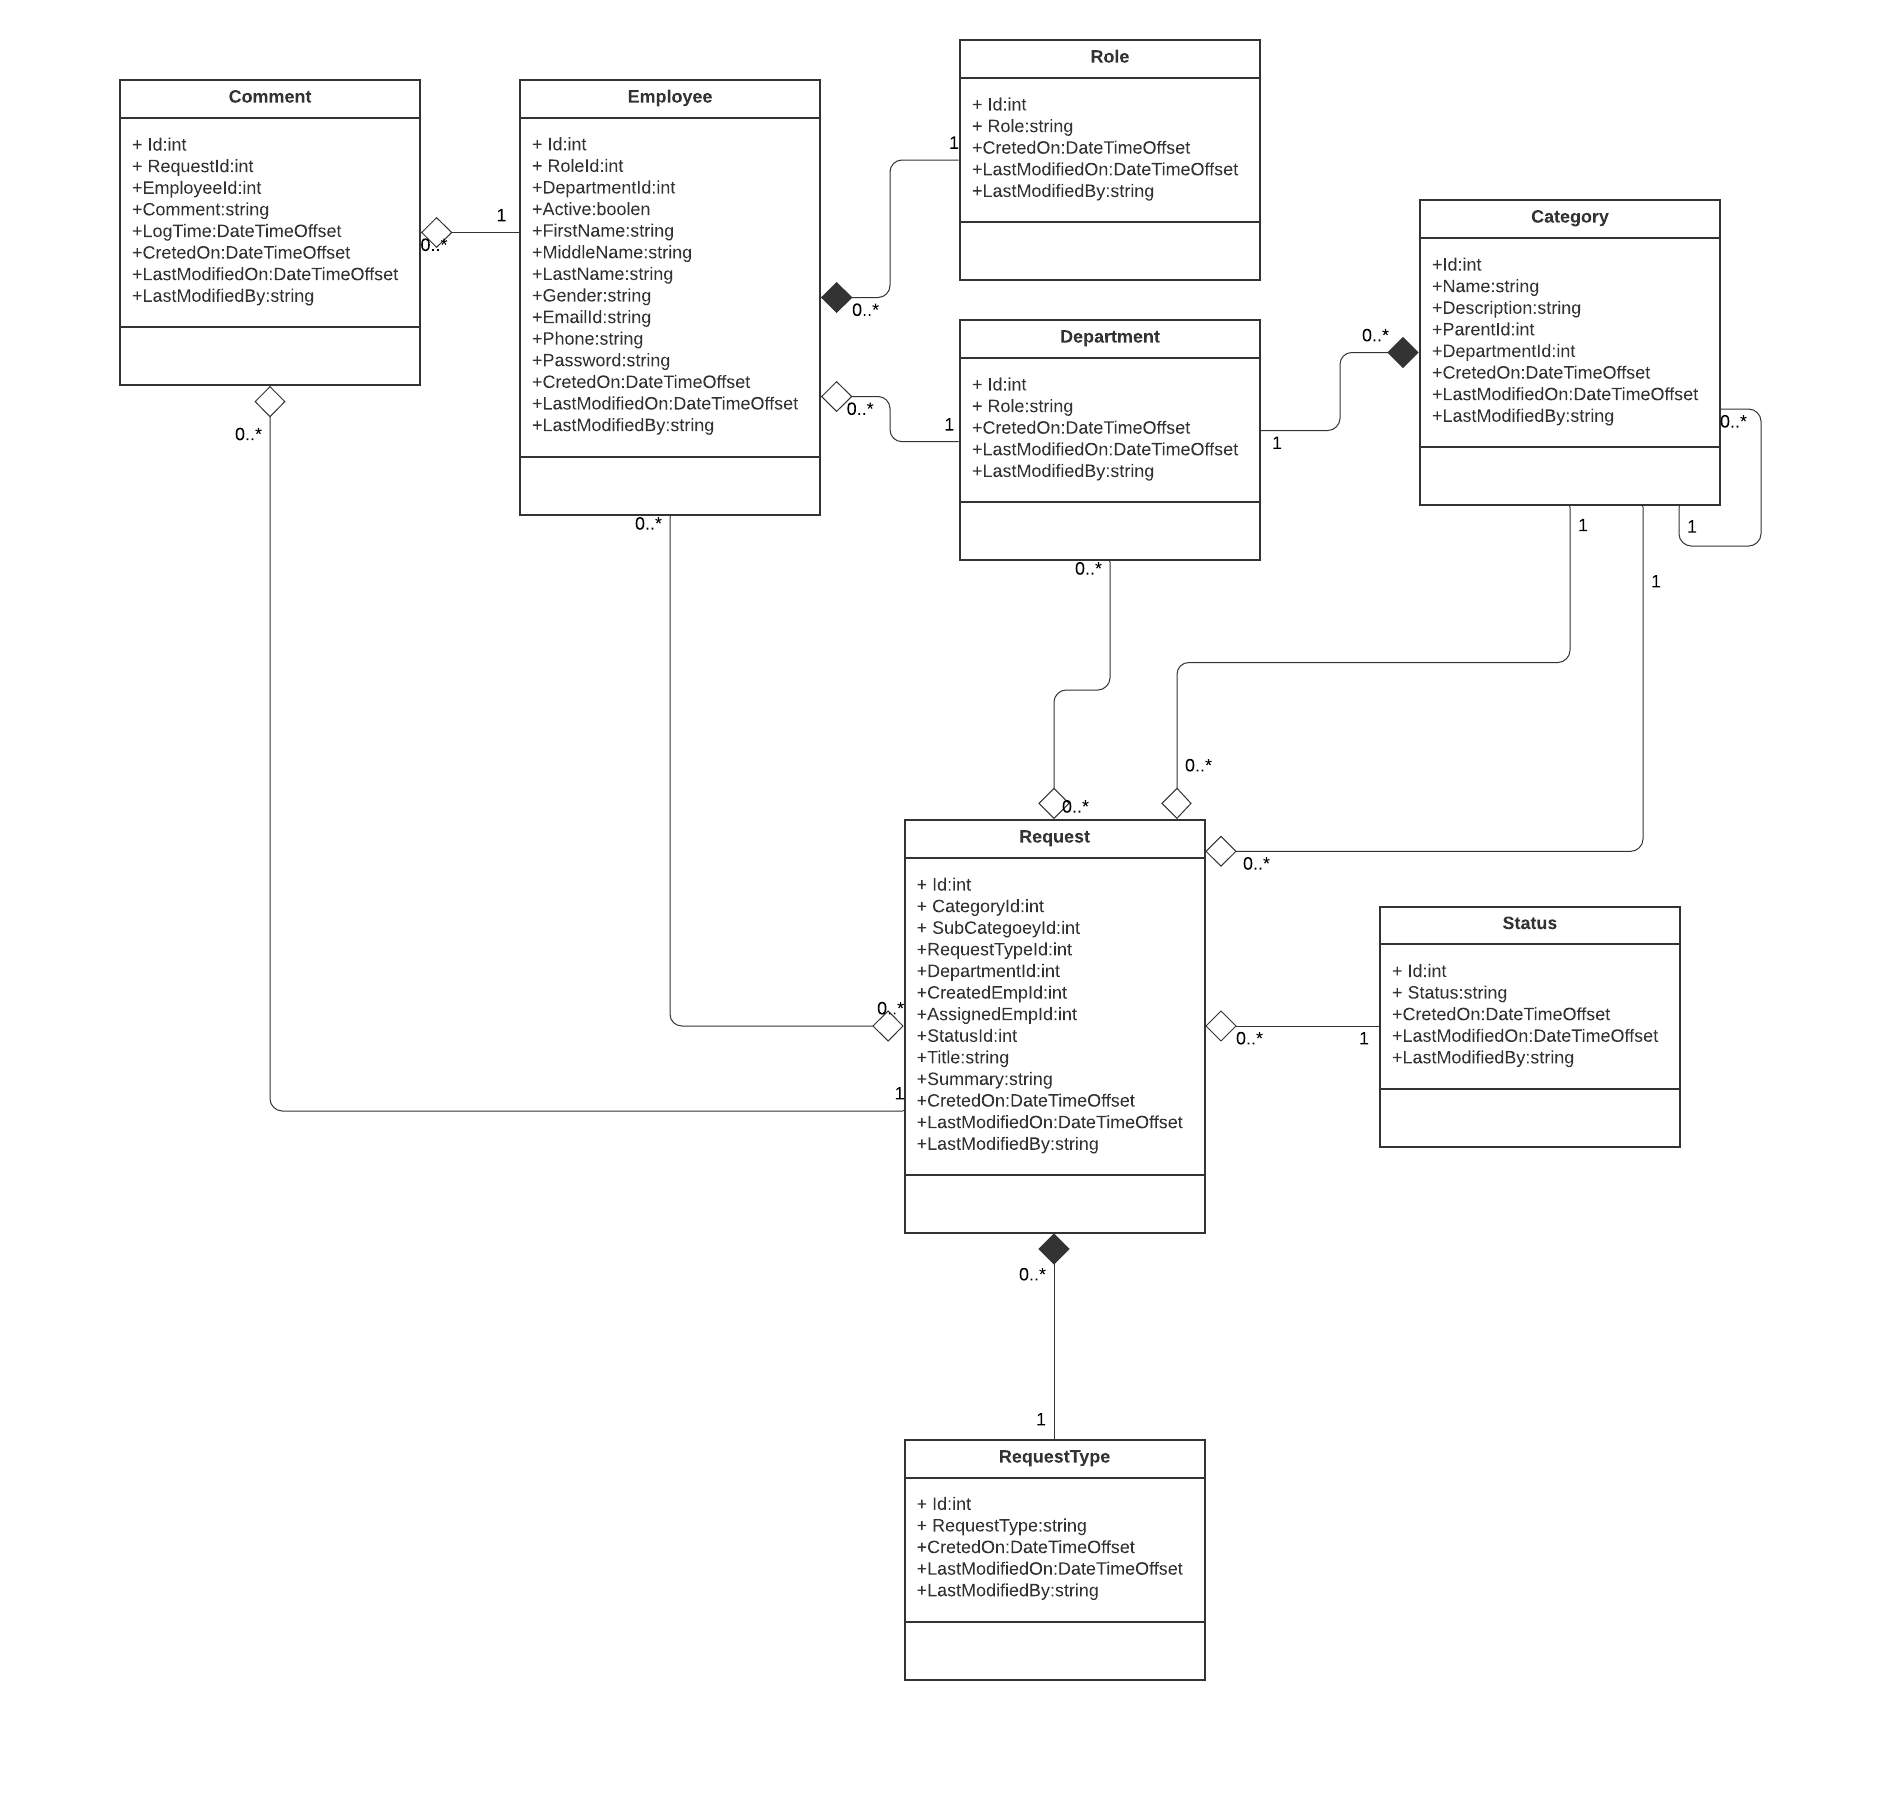 Comment
+ Id:int
+ RequestId:int
+EmployeeId:int
+Comment:string
+LogTime:DateTimeOffset
+CretedOn:DateTimeOffset
+LastModifiedOn:DateTimeOffset
+LastModifiedBy:string
0..*
1
0..*
Employee
+ Id:int
+ RoleId:int
+DepartmentId:int
+Active:boolen
+FirstName:string
+MiddleName:string
+LastName:string
+Gender:string
+EmailId:string
+Phone:string
+Password:string
+CretedOn:DateTimeOffset
+LastModifiedOn:DateTimeOffset
+LastModifiedBy:string
0..*
1
0..*
0..*
1
Role
+ Id:int
+ Role:string
+CretedOn:DateTimeOffset
+LastModifiedOn:DateTimeOffset
+LastModifiedBy:string
Department
+ Id:int
+ Role:string
+CretedOn:DateTimeOffset
+LastModifiedOn:DateTimeOffset
+LastModifiedBy:string
0..*
1
0..*
Category
+Id:int
+Name:string
+Description:string
+ParentId:int
+DepartmentId:int
+CretedOn:DateTimeOffset
+LastModifiedOn:DateTimeOffset
+LastModifiedBy:string
0..*
1
1
1
0..*
0..*
0..*
Request
+ Id:int
+ CategoryId:int
+ SubCategoeyId:int
+RequestTypeId:int
+DepartmentId:int
+CreatedEmpId:int
+AssignedEmpId:int
+StatusId:int
+Title:string
+Summary:string
+CretedOn:DateTimeOffset
+LastModifiedOn:DateTimeOffset
+LastModifiedBy:string
0..*
1
0..*
1
Status
+ Id:int
+ Status:string
+CretedOn:DateTimeOffset
+LastModifiedOn:DateTimeOffset
+LastModifiedBy:string
0..*
1
RequestType
+ Id:int
+ RequestType:string
+CretedOn:DateTimeOffset
+LastModifiedOn:DateTimeOffset
+LastModifiedBy:string